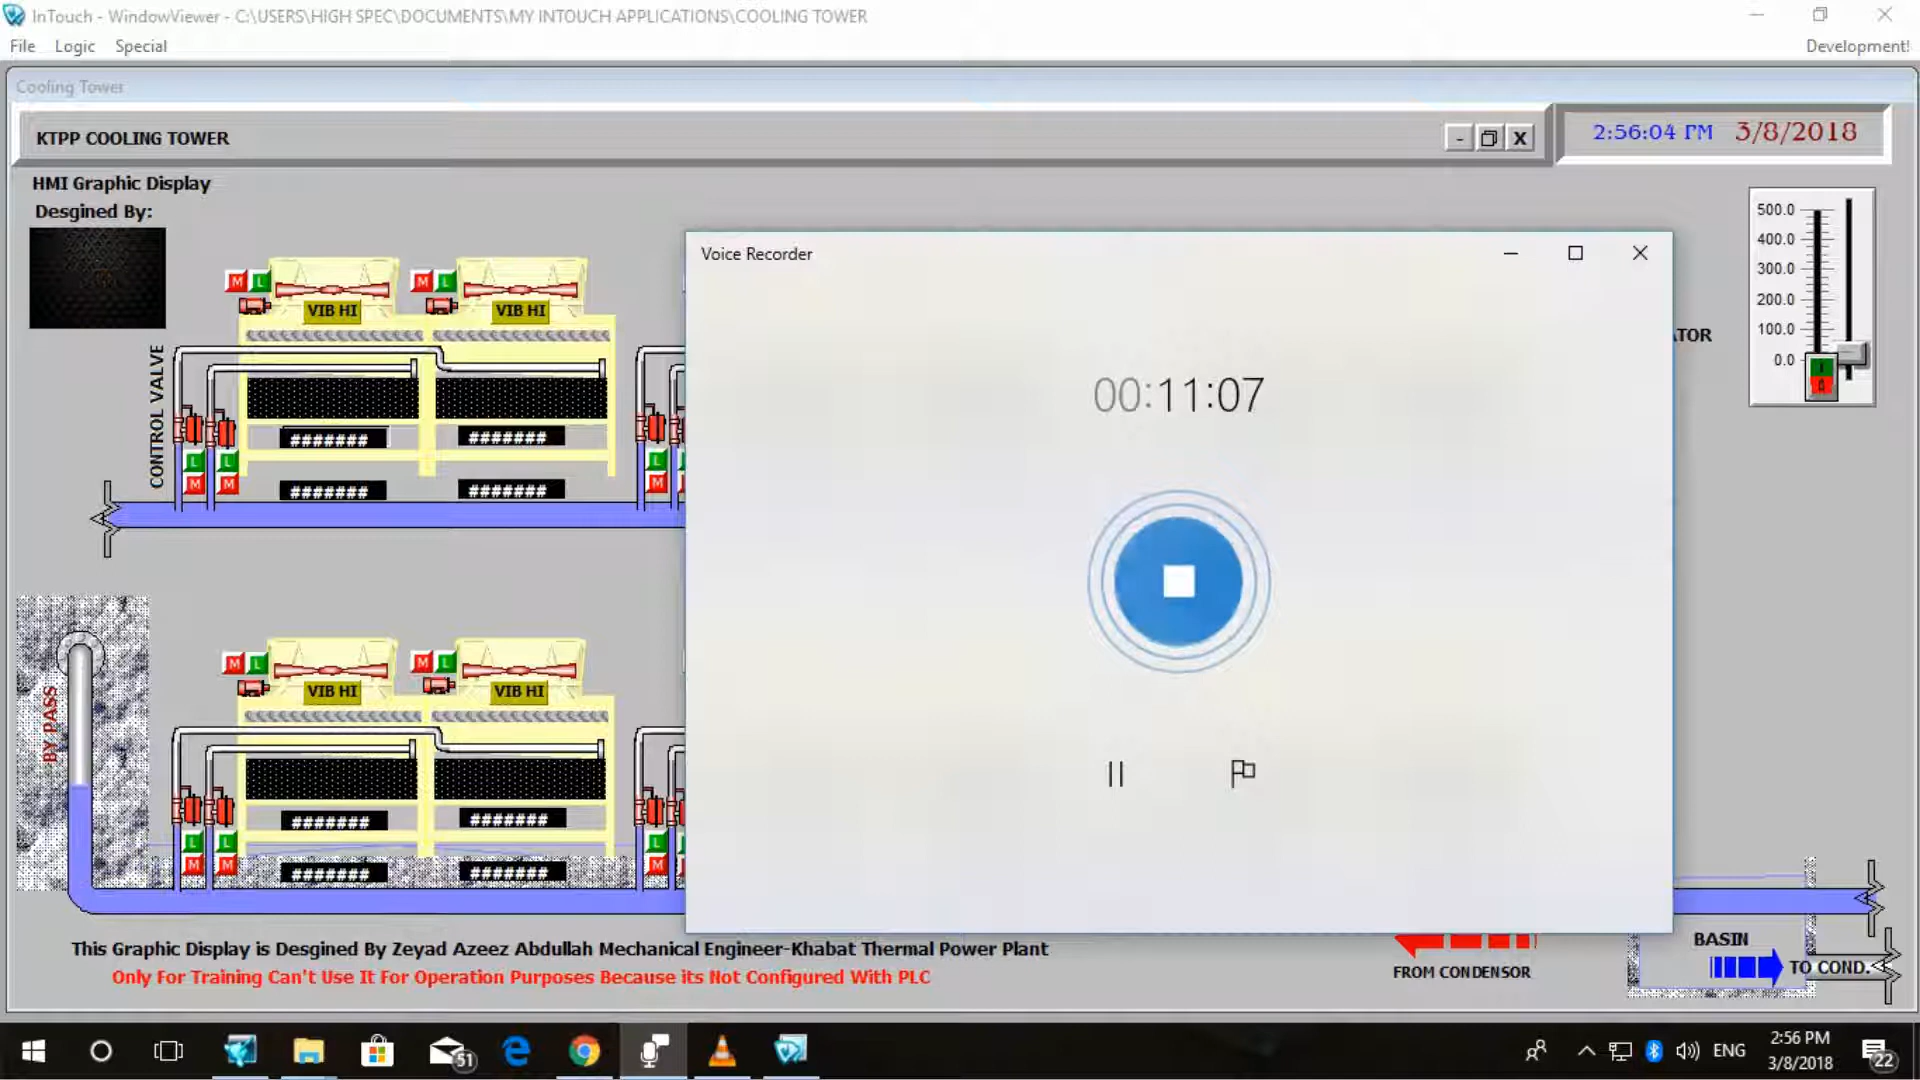 InTouch - WindowViewer - C:\USERS\HIGH SPEC\DOCUMENTS\MY INTOUCH APPLICATIONS\COOLING TOWER
File Logic Special Development!
Cooling Tower
KTPP COOLING TOWER
- X
2:56:04 PM 3/8/2018
HMI Graphic Display
Desgined By:
500.0
400.0
300.0
200.0
100.0
0.0
Voice Recorder
M L M L
VIB HI VIB HI
CONTROL VALVE
ATOR
00:11:07
####### #######
L L L
M M M
####### #######
M L M L
VIB HI VIB HI
BY PASS
####### #######
L L L
M M M
####### #######
This Graphic Display is Desgined By Zeyad Azeez Abdullah Mechanical Engineer-Khabat Thermal Power Plant
Only For Training Can't Use It For Operation Purposes Because its Not Configured With PLC
FROM CONDENSOR
BASIN
TO COND.
51
ENG
2:56 PM
3/8/2018
22